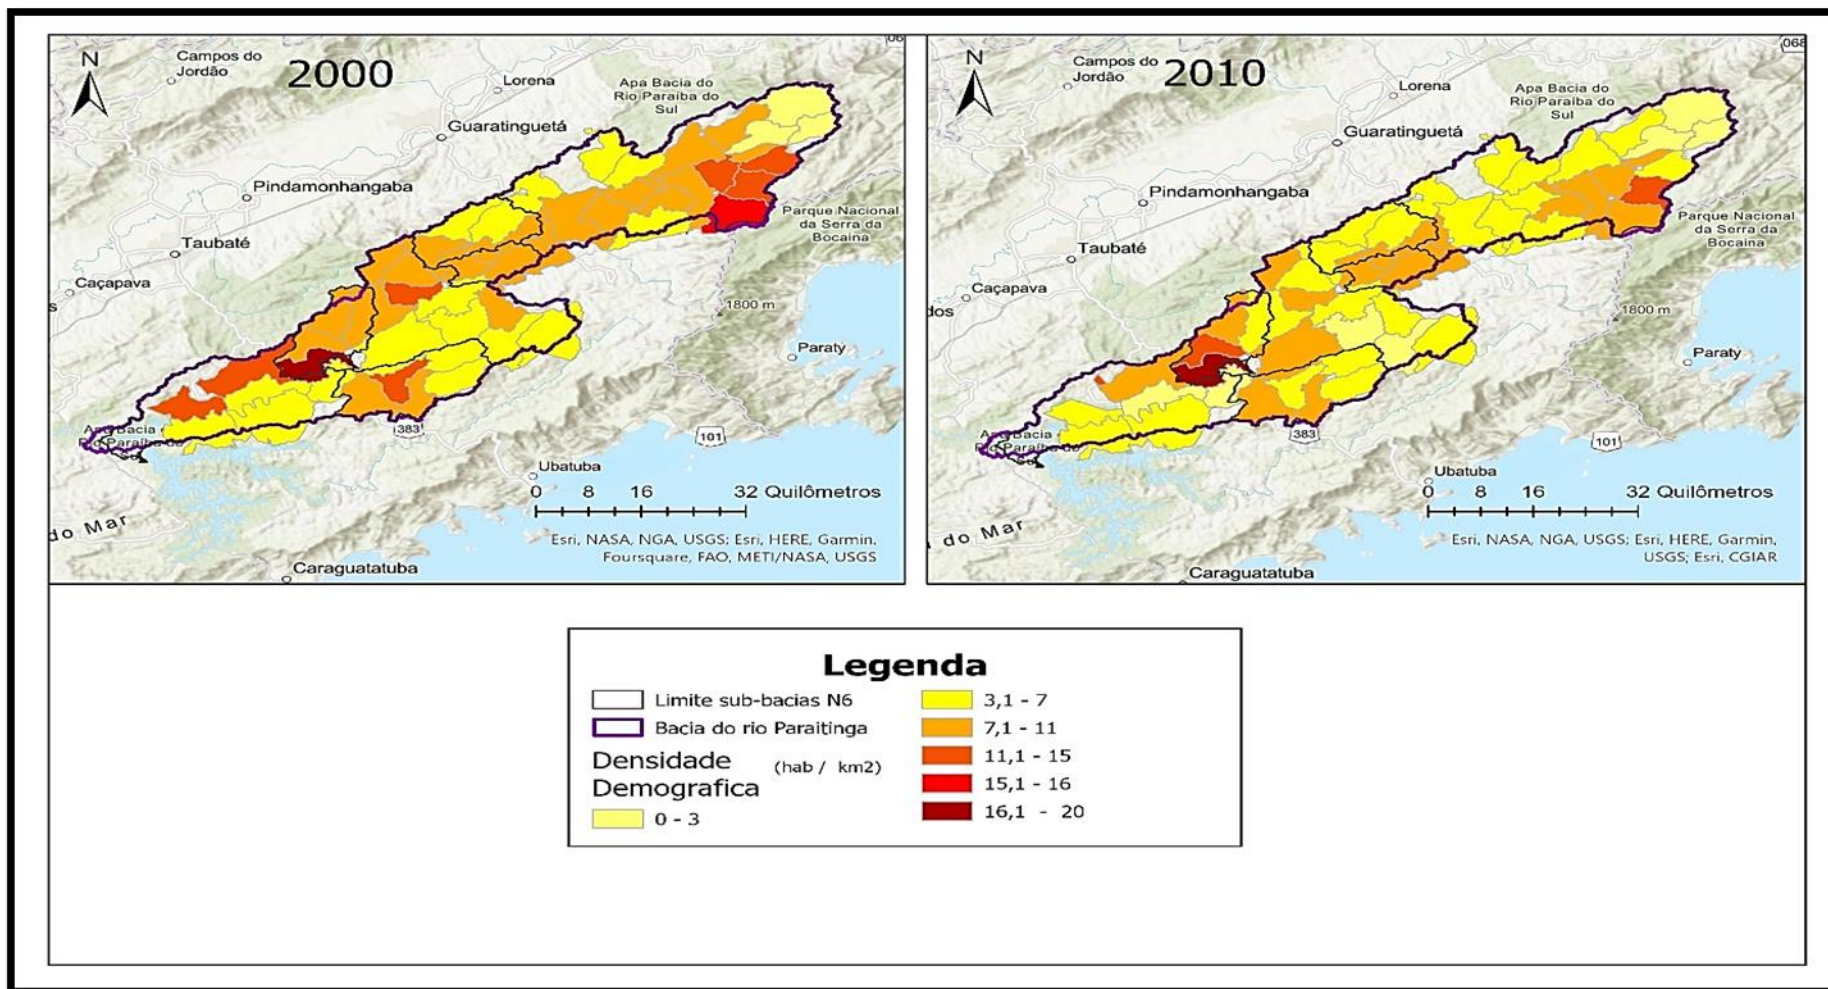 2000
N
Campos do
Jordão
Lorena
Apa Bacia do
Rio Paraíba do
Sul
Guaratinguetá
Pindamonhangaba
Parque Nacional
da Serra da
Bocaina
Taubaté
Caçapava
1800 m
Paraty
383
101
Ubatuba
0 8 16 32 Quilômetros
do Mar
Esri, NASA, NGA, USGS; Esri, HERE, Garmin,
Foursquare, FAO, METI/NASA, USGS
Caraguatatuba
2010
N
Campos do
Jordão
068
Lorena
Apa Bacia do
Rio Paraíba do
Sul
Guaratinguetá
Pindamonhangaba
Parque Nacional
da Serra da
Bocaina
Taubaté
Caçapava
dos
1800 m
Paraty
383
101
Ubatuba
0 8 16 32 Quilômetros
do Mar
Esri, NASA, NGA, USGS; Esri, HERE, Garmin,
USGS; Esri, CGIAR
Caraguatatuba
Legenda
Limite sub-bacias N6
Bacia do rio Paraitinga
Densidade (hab / km2)
Demografica
0 - 3
3,1 - 7
7,1 - 11
11,1 - 15
15,1 - 16
16,1 - 20